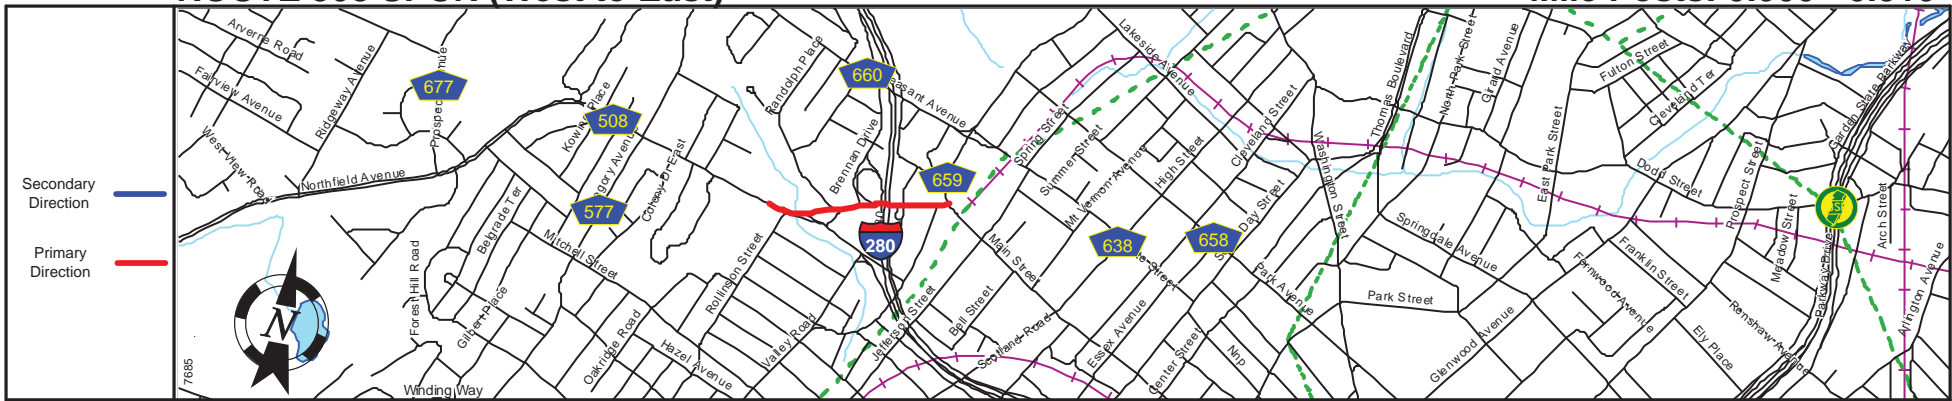 Secondary
Direction
Primary
Direction
7685
Arverne Road
Fairview Avenue
Ridgeway Avenue
677
West View
Northfield Avenue
508
577
Belgrade Ter
Mitchell Street
Forest Hill Road
Gilbert Place
Winding Way
Oakridge Road
Hazel Avenue
Rollinson Street
Valley Road
Randolph Place
660
Brennan Drive
659
280
Jefferson Street
Bell Street
Main Street
Scotland Road
Spring Street
Summer Street
Mt Vernon Avenue
Lakeside Avenue
High Street
Cleveland Street
638
658
Day Street
Essex Avenue
Center Street
Nnp
Park Avenue
Washington Street
Thomas Boulevard
Park Street
Springdale Avenue
Glenwood Avenue
North Park Street
Girard Avenue
East Park Street
Fulton Street
Cleveland Ter
Dodd Street
Franklin Street
Fernwood Avenue
Ely Place
Renshaw Avenue
Prospect Street
Meadow Street
Parkway Drive
Garden State Parkway
Arch Street
Arlington Avenue